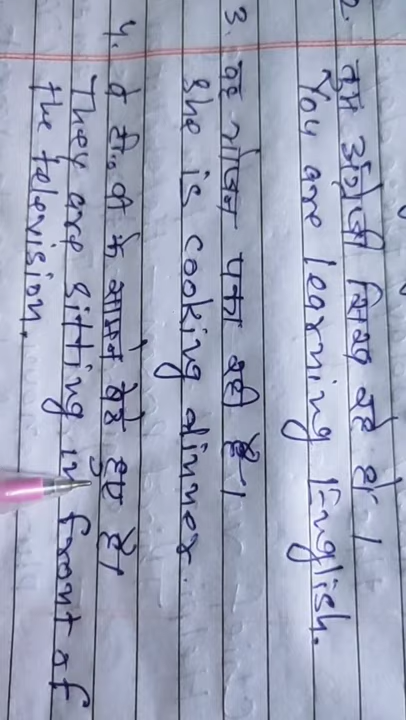 2. तुम अंग्रेजी सिख रहे हो।
You are learning English.
3. वह भोजन पका रही है।
She is cooking dinner.
4. वे टी.वी के सामने बैठे हुए है।
They are sitting in front of
the television.